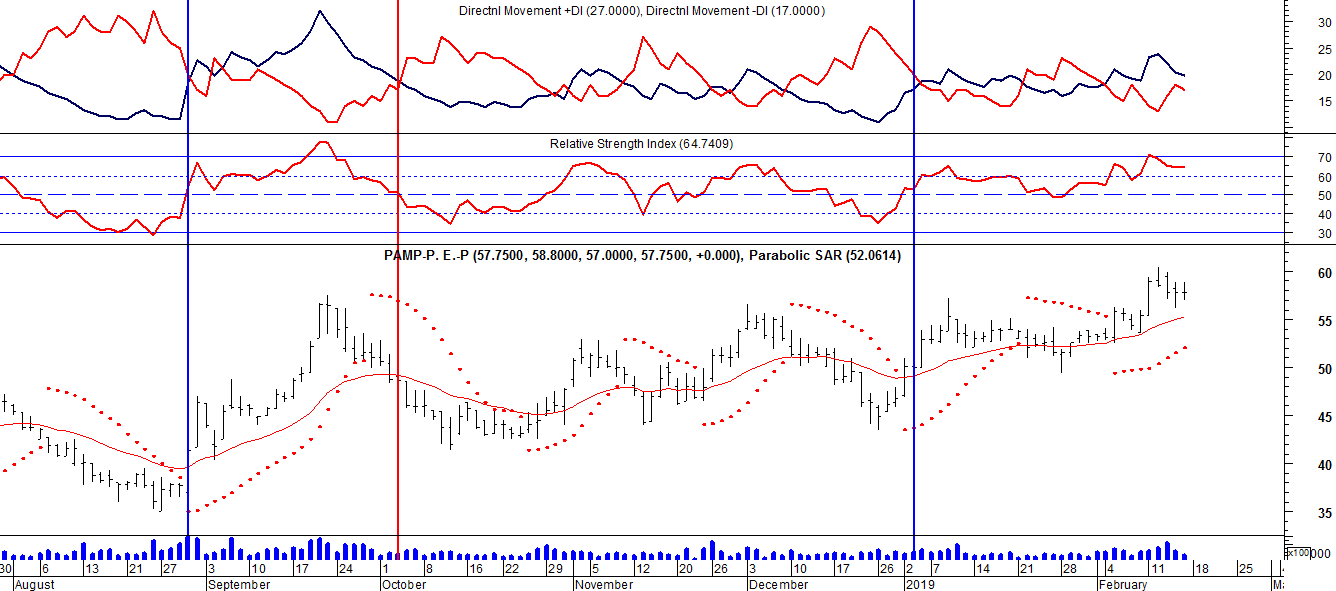 Directnl Movement +DI (27.0000), Directnl Movement -DI (17.0000)
30
25
20
15
Relative Strength Index (64.7409)
70
60
50
40
30
PAMP-P. E.-P (57.7500, 58.8000, 57.0000, 57.7500, +0.000), Parabolic SAR (52.0614)
60
55
50
45
40
35
x100
000
30 6 13 21 27 3 10 17 24 1 8 16 22 29 5 12 20 26 3 10 17 26 2 7 14 21 28 4 11 18 25
August September October November December 2019 February